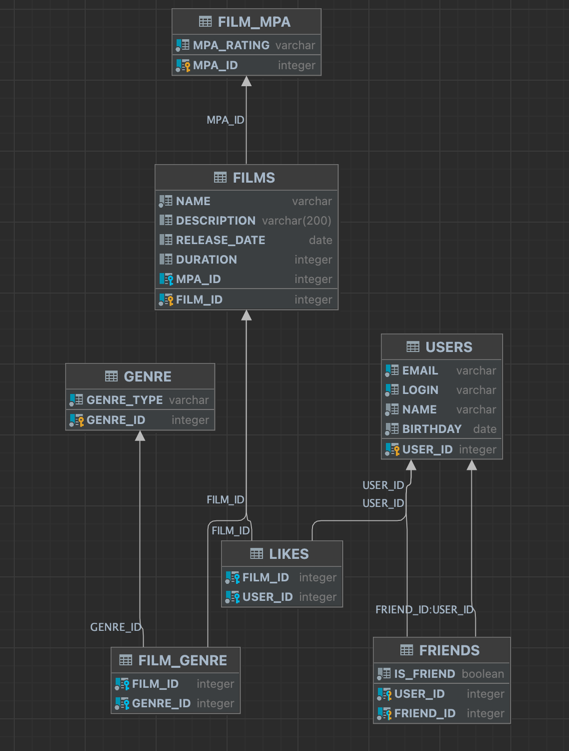 FILM_MPA
MPA_RATING varchar
MPA_ID integer
MPA_ID
FILMS
NAME varchar
DESCRIPTION varchar(200)
RELEASE_DATE date
DURATION integer
MPA_ID integer
FILM_ID integer
USERS
EMAIL varchar
LOGIN varchar
NAME varchar
BIRTHDAY date
USER_ID integer
GENRE
GENRE_TYPE varchar
GENRE_ID integer
USER_ID
FILM_ID
USER_ID
FILM_ID
LIKES
FILM_ID integer
USER_ID integer
FRIEND_ID:USER_ID
GENRE_ID
FRIENDS
IS_FRIEND boolean
USER_ID integer
FRIEND_ID integer
FILM_GENRE
FILM_ID integer
GENRE_ID integer